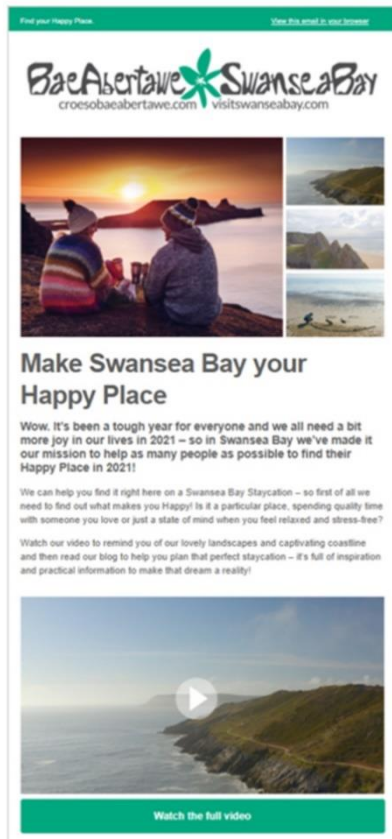 Find your Happy Place.
View this email in your browser
BaeAbertawe SwanseaBay
croesobaeabertawe.com visitswanseabay.com
Make Swansea Bay your
Happy Place
Wow. It's been a tough year for everyone and we all need a bit
more joy in our lives in 2021 – so in Swansea Bay we've made it
our mission to help as many people as possible to find their
Happy Place in 2021!
We can help you find it right here on a Swansea Bay Staycation – so first of all we
need to find out what makes you Happy! Is it a particular place, spending quality time
with someone you love or just a state of mind when you feel relaxed and stress-free?
Watch our video to remind you of our lovely landscapes and captivating coastline
and then read our blog to help you plan that perfect staycation – it's full of inspiration
and practical information to make that dream a reality!
Watch the full video